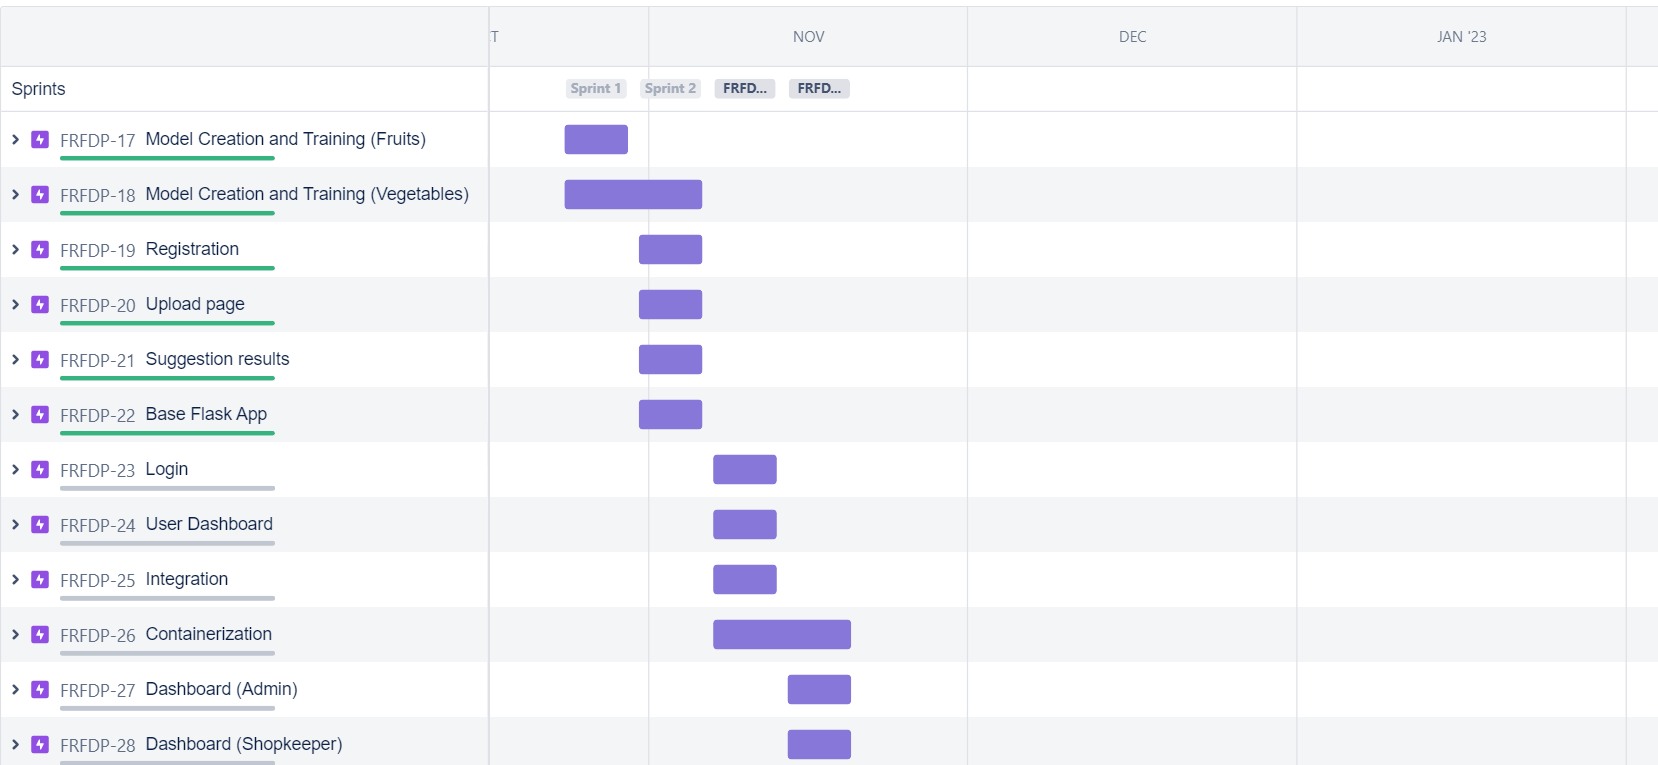 T NOV DEC JAN '23
Sprints Sprint 1 Sprint 2 FRFD... FRFD...
FRFDP-17 Model Creation and Training (Fruits)
FRFDP-18 Model Creation and Training (Vegetables)
FRFDP-19 Registration
FRFDP-20 Upload page
FRFDP-21 Suggestion results
FRFDP-22 Base Flask App
FRFDP-23 Login
FRFDP-24 User Dashboard
FRFDP-25 Integration
FRFDP-26 Containerization
FRFDP-27 Dashboard (Admin)
FRFDP-28 Dashboard (Shopkeeper)